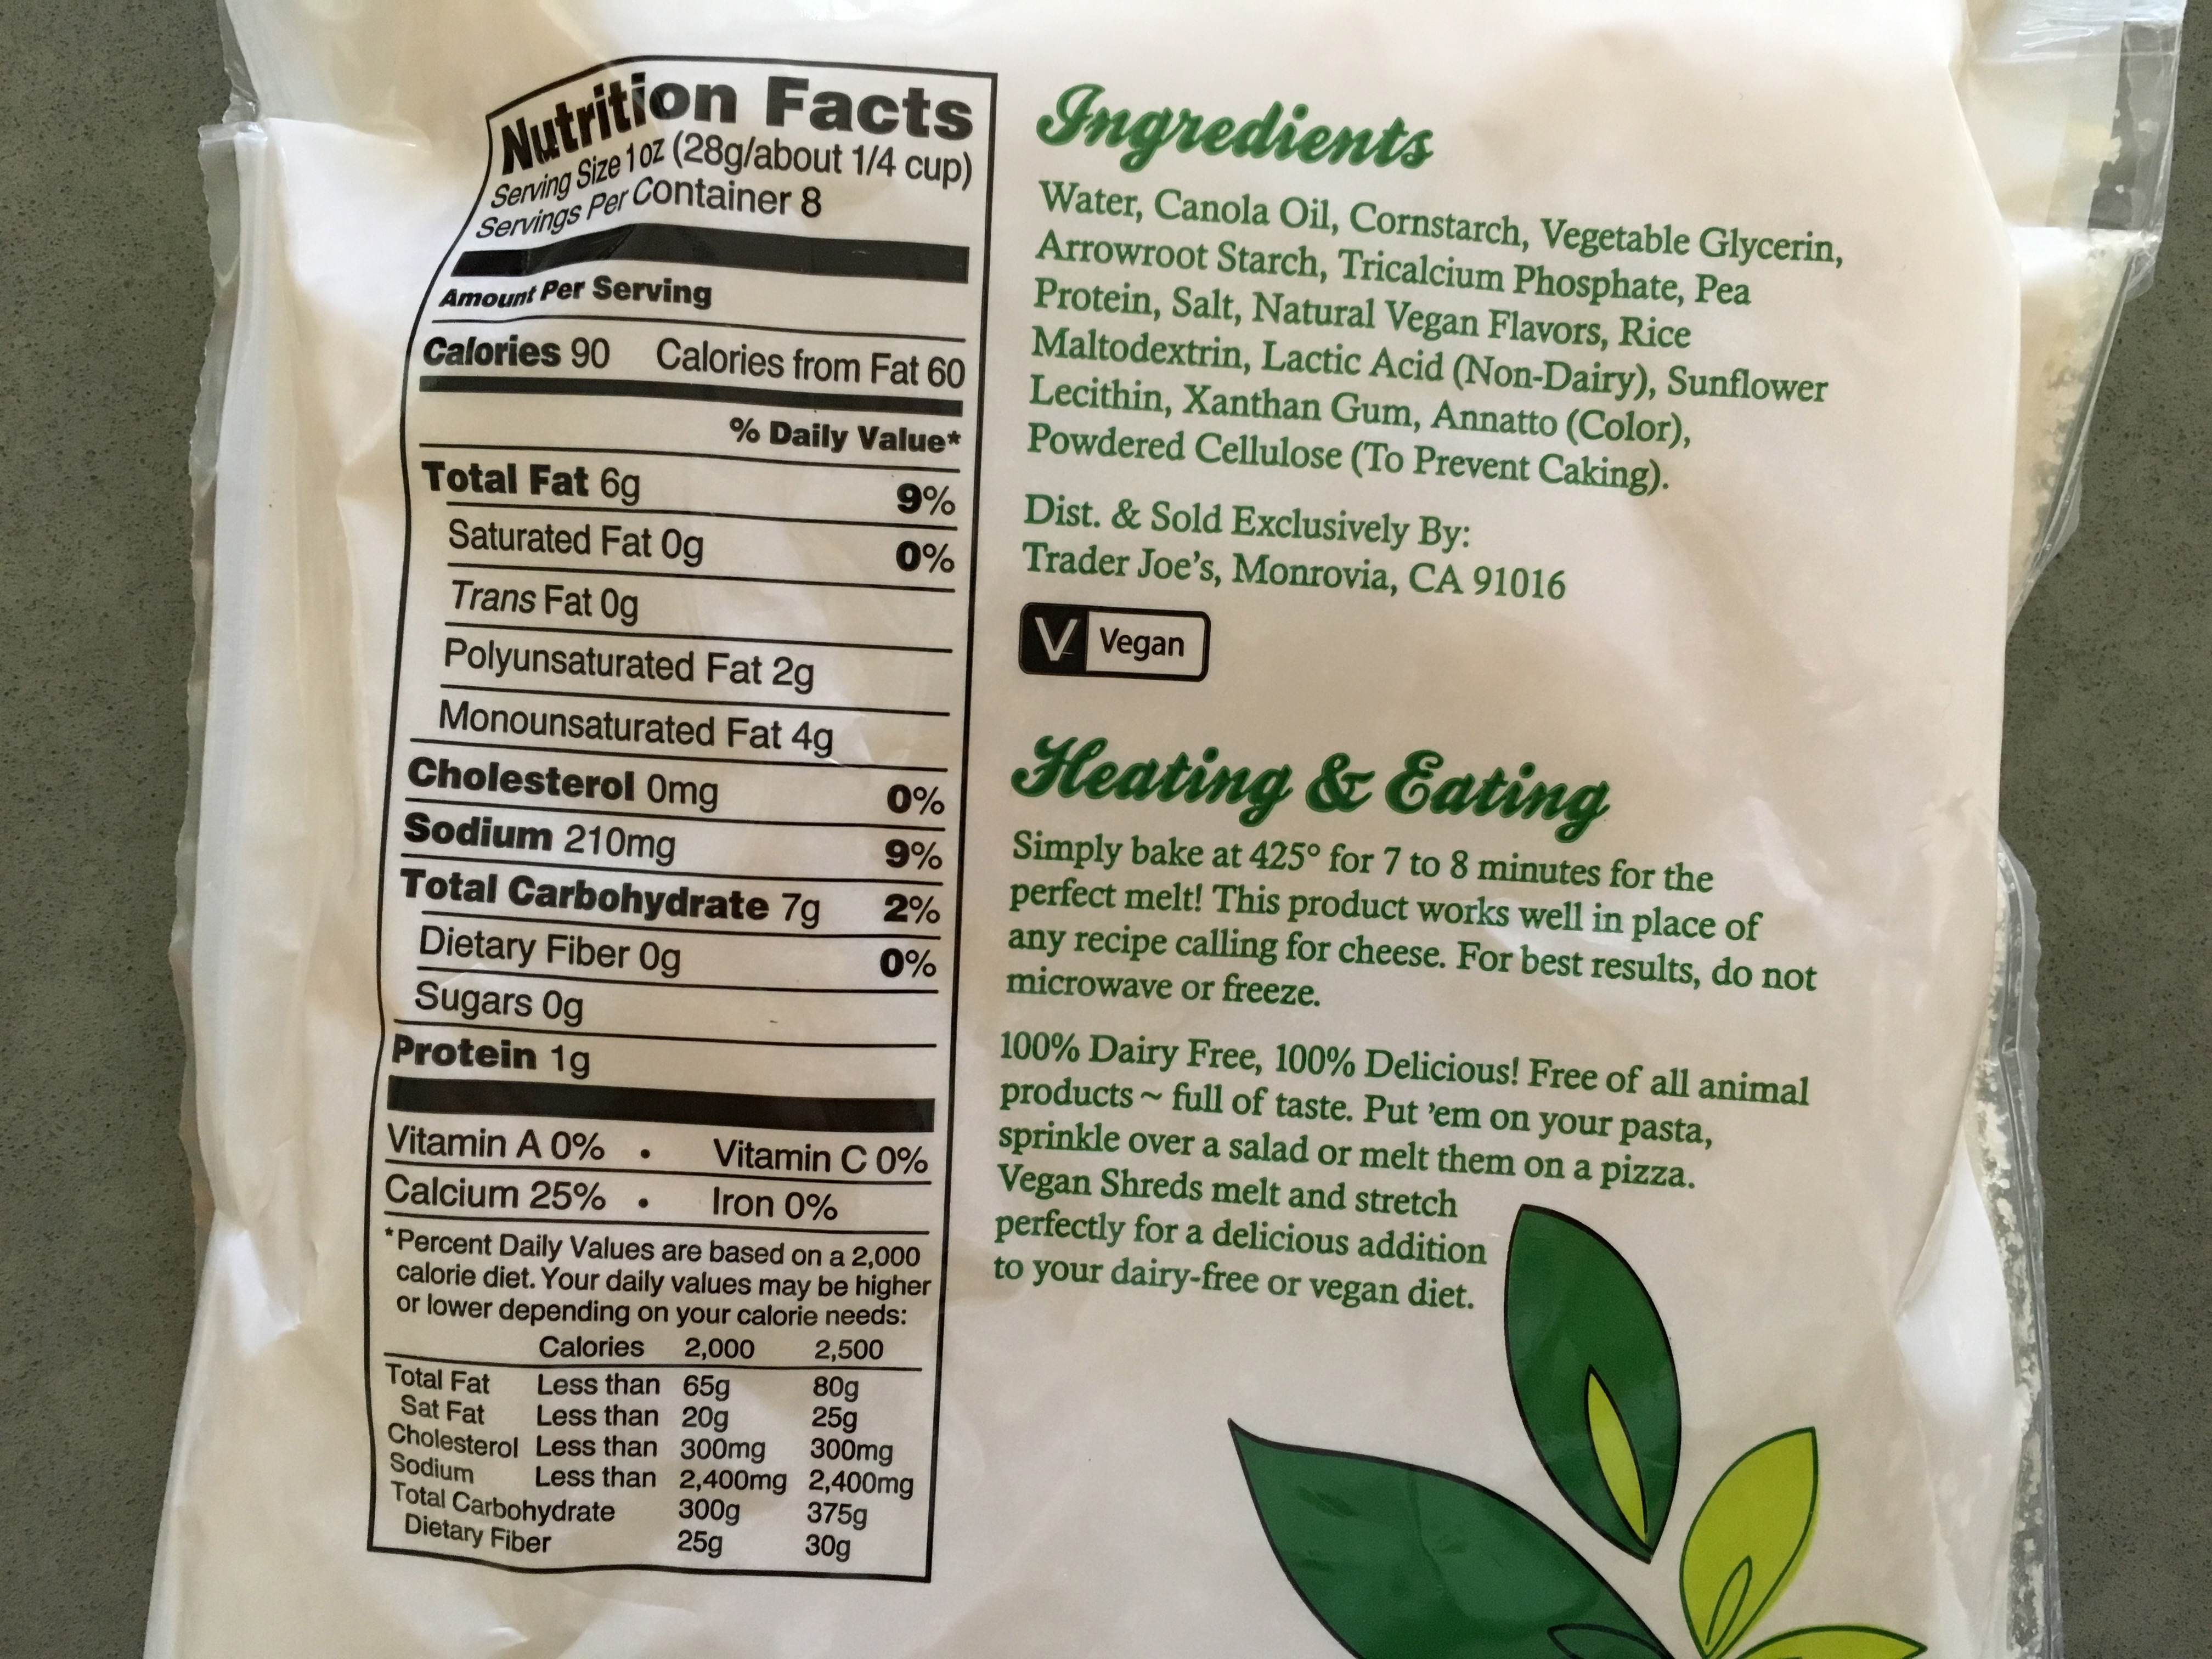 Nutrition Facts
Serving Size 1oz (28g/about 1/4 cup)
Servings Per Container 8
Amount Per Serving
Calories 90 Calories from Fat 60
% Daily Value*
Total Fat 6g 9%
Saturated Fat 0g 0%
Trans Fat 0g
Polyunsaturated Fat 2g
Monounsaturated Fat 4g
Cholesterol 0mg 0%
Sodium 210mg 9%
Total Carbohydrate 7g 2%
Dietary Fiber 0g 0%
Sugars 0g
Protein 1g
Vitamin A 0% • Vitamin C 0%
Calcium 25% • Iron 0%
*Percent Daily Values are based on a 2,000
calorie diet. Your daily values may be higher
or lower depending on your calorie needs:
Calories 2,000 2,500
Total Fat Less than 65g 80g
Sat Fat Less than 20g 25g
Cholesterol Less than 300mg 300mg
Sodium Less than 2,400mg 2,400mg
Total Carbohydrate 300g 375g
Dietary Fiber 25g 30g
Ingredients
Water, Canola Oil, Cornstarch, Vegetable Glycerin,
Arrowroot Starch, Tricalcium Phosphate, Pea
Protein, Salt, Natural Vegan Flavors, Rice
Maltodextrin, Lactic Acid (Non-Dairy), Sunflower
Lecithin, Xanthan Gum, Annatto (Color),
Powdered Cellulose (To Prevent Caking).
Dist. & Sold Exclusively By:
Trader Joe's, Monrovia, CA 91016
V Vegan
Heating & Eating
Simply bake at 425° for 7 to 8 minutes for the
perfect melt! This product works well in place of
any recipe calling for cheese. For best results, do not
microwave or freeze.
100% Dairy Free, 100% Delicious! Free of all animal
products ~ full of taste. Put 'em on your pasta,
sprinkle over a salad or melt them on a pizza.
Vegan Shreds melt and stretch
perfectly for a delicious addition
to your dairy-free or vegan diet.